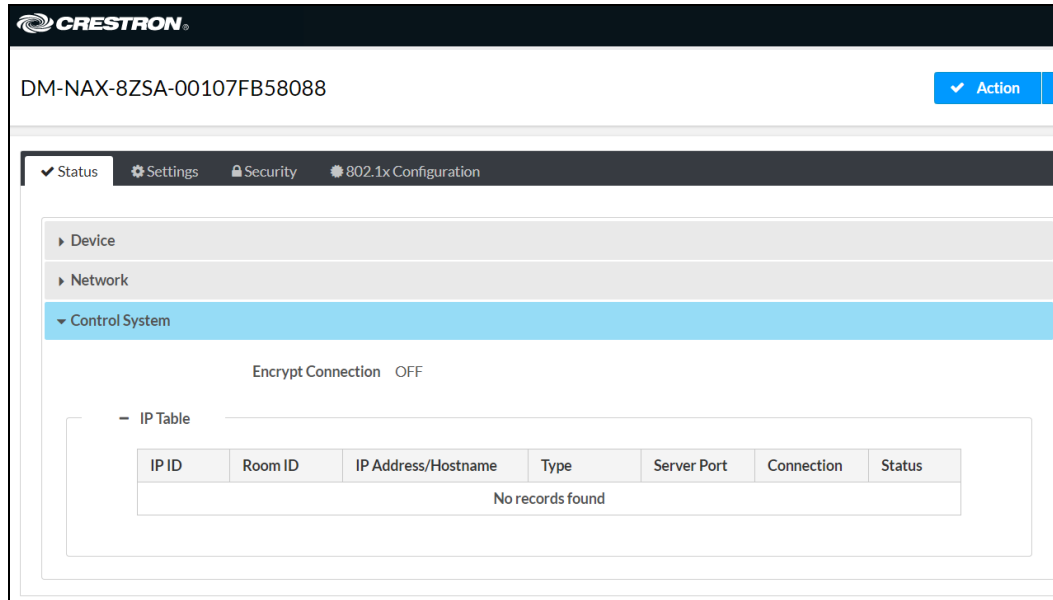 CRESTRON®
DM-NAX-8ZSA-00107FB58088
Action
Status Settings Security 802.1x Configuration
Device
Network
Control System
Encrypt Connection OFF
IP Table
IP ID Room ID IP Address/Hostname Type Server Port Connection Status
No records found